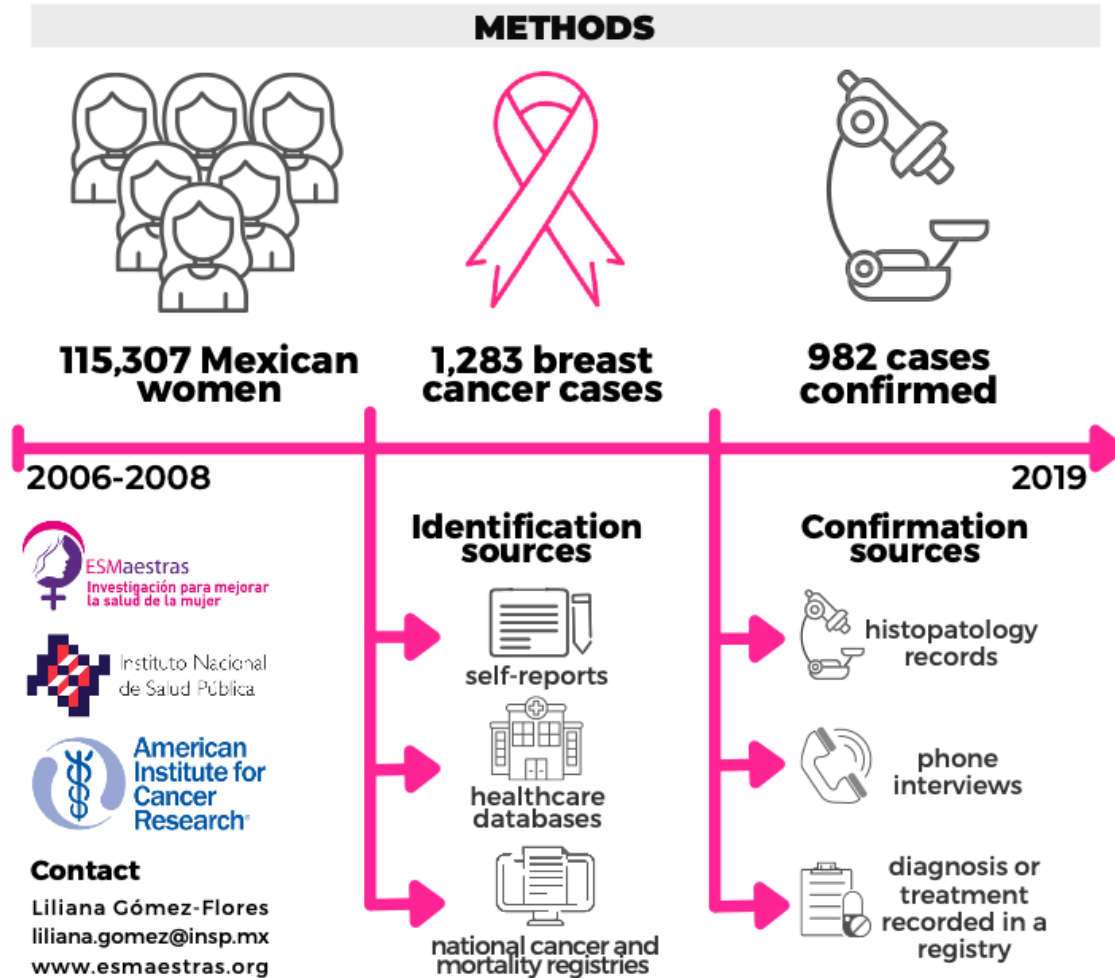 METHODS
115,307 Mexican
women
1,283 breast
cancer cases
982 cases
confirmed
2006-2008
2019
ESMaestras
Investigación para mejorar
la salud de la mujer
Instituto Nacional
de Salud Pública
American
Institute for
Cancer
Research®
Contact
Liliana Gómez-Flores
liliana.gomez@insp.mx
www.esmaestras.org
Identification
sources
self-reports
healthcare
databases
national cancer and
mortality registries
Confirmation
sources
histopatology
records
phone
interviews
diagnosis or
treatment
recorded in a
registry